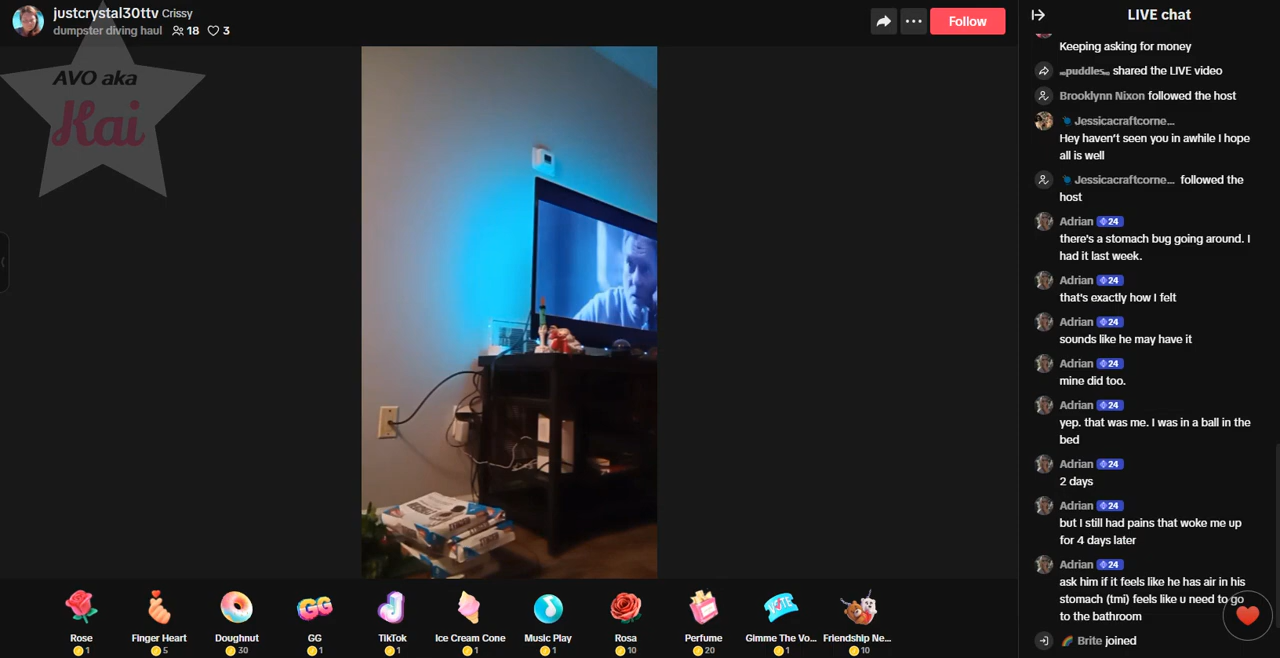 justcrystal30ttv Crissy
dumpster diving haul 18 3
Follow
AVO aka
Kai
LIVE chat
Keeping asking for money
puddles shared the LIVE video
Brooklynn Nixon followed the host
Jessicacraftcorne...
Hey haven't seen you in awhile I hope
all is well
Jessicacraftcorne... followed the
host
Adrian 24
there's a stomach bug going around. I
had it last week.
Adrian 24
that's exactly how I felt
Adrian 24
sounds like he may have it
Adrian 24
mine did too.
Adrian 24
yep. that was me. I was in a ball in the
bed
Adrian 24
2 days
Adrian 24
but I still had pains that woke me up
for 4 days later
Adrian 24
ask him if it feels like he has air in his
stomach (tmi) feels like u need to go
to the bathroom
Brite joined
Rose Finger Heart Doughnut GG TikTok Ice Cream Cone Music Play Rosa Perfume GImme The Vo... Friendship Ne...
1 5 30 1 1 1 1 10 20 1 10